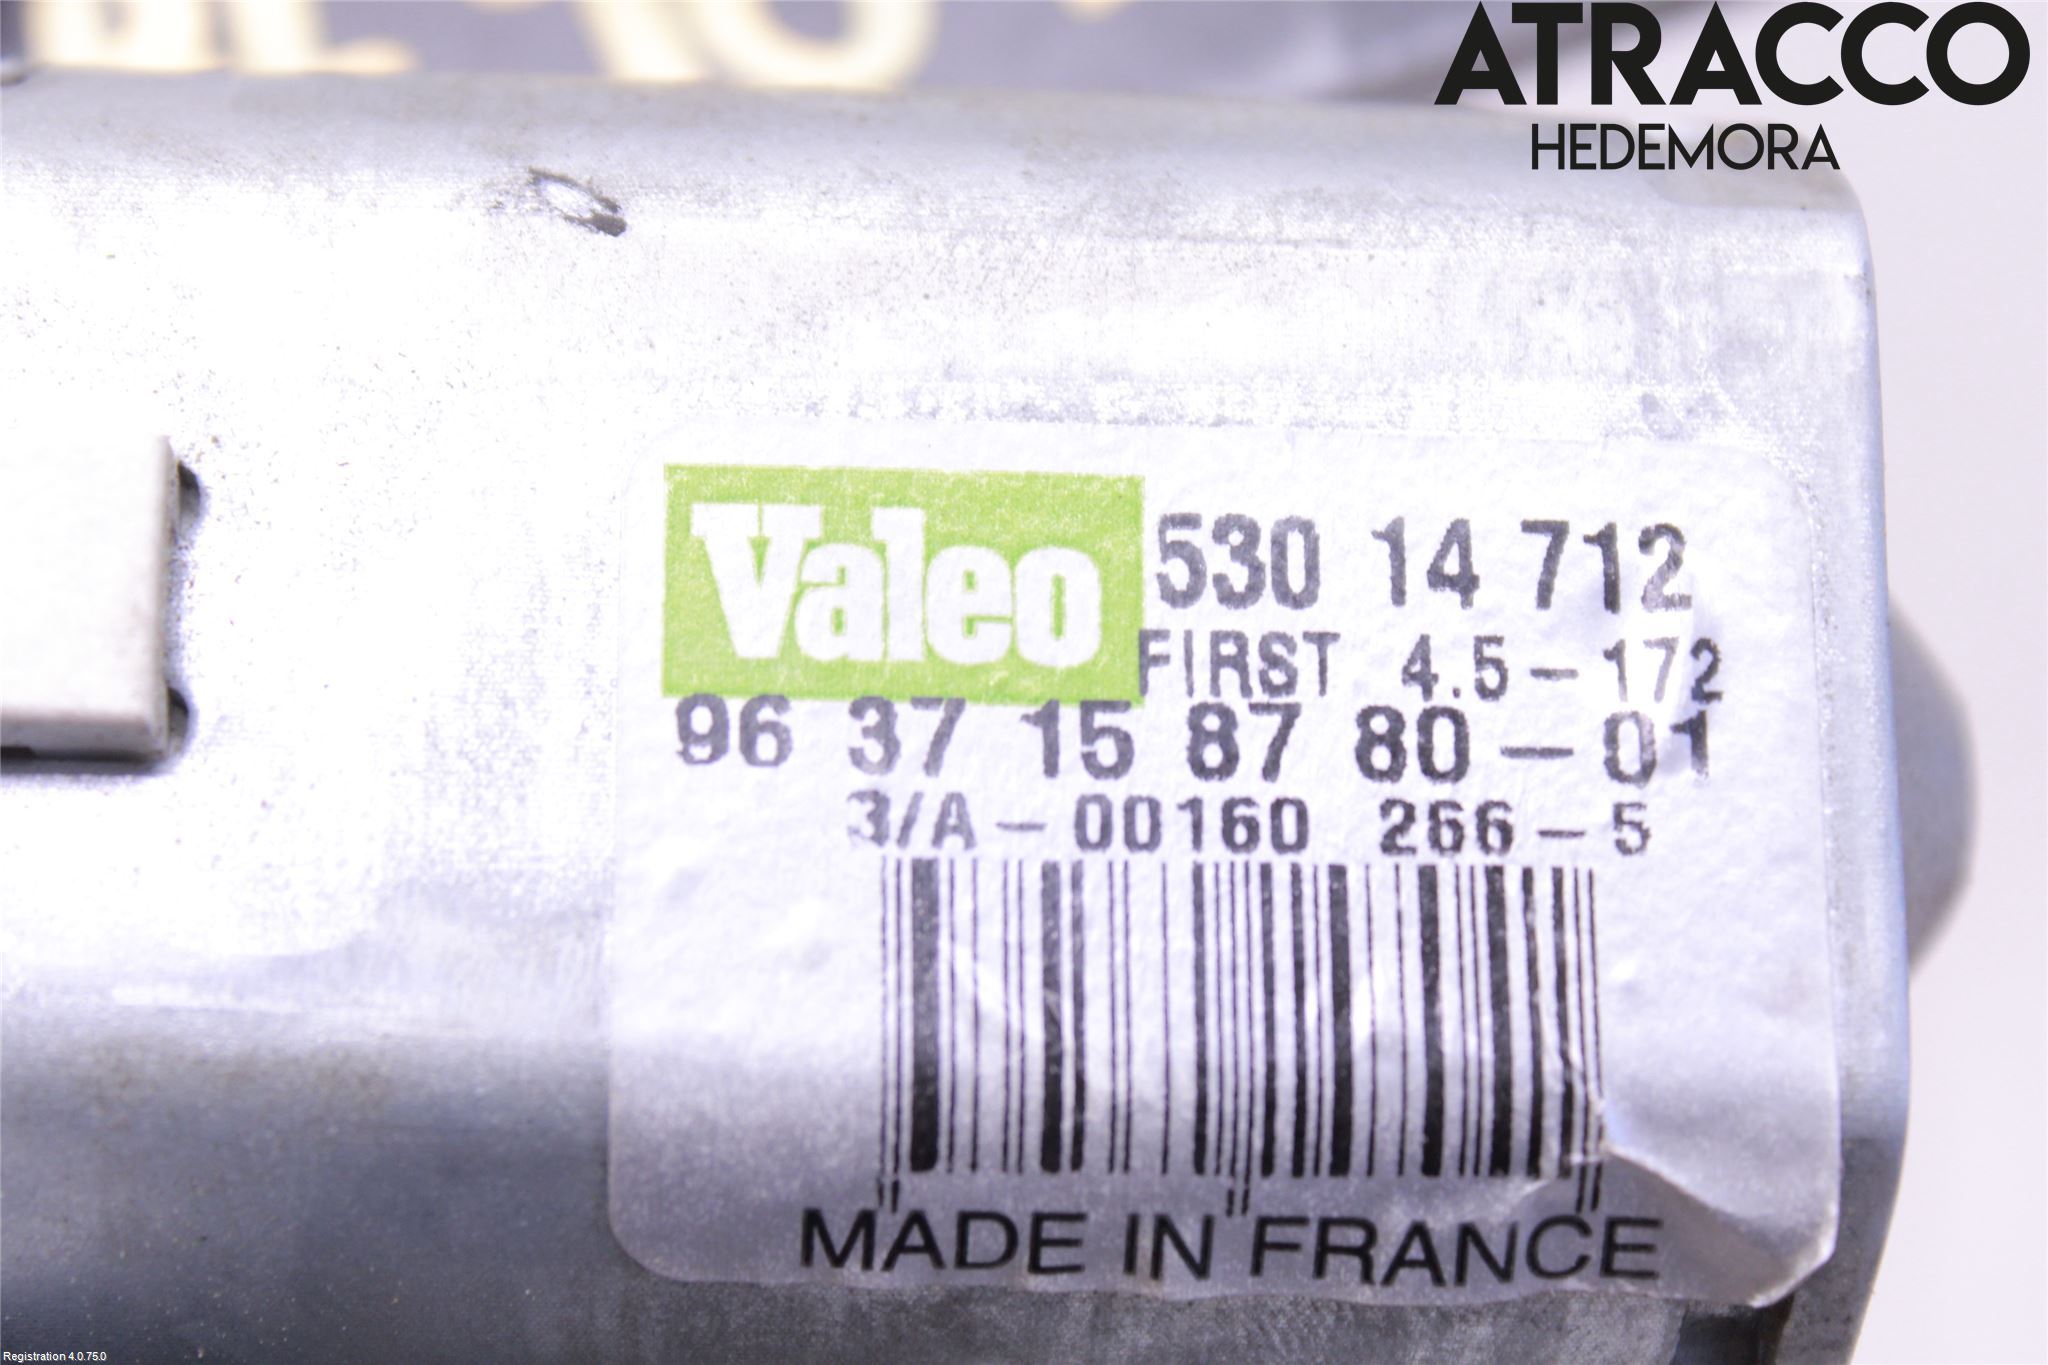 ATRACCO
HEDEMORA
Valeo
530 14 712
FIRST 4.5-172
96 37 15 87 80-01
3/A-00160 266-5
MADE IN FRANCE
Registration 4.0.75.0